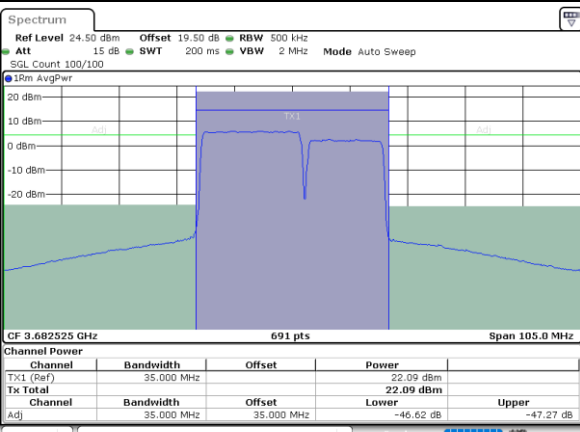 Spectrum
Ref Level 24.50 dBm Offset 19.50 dB RBW 500 kHz
Att 15 dB SWT 200 ms VBW 2 MHz Mode Auto Sweep
SGL Count 100/100
1Rm AvgPwr
20 dBm
TX1
10 dBm
Adj Adj
0 dBm
-10 dBm
-20 dBm
CF 3.682525 GHz 691 pts Span 105.0 MHz
Channel Power
Channel Bandwidth Offset Power
TX1 (Ref) 35.000 MHz 22.09 dBm
Tx Total 22.09 dBm
Channel Bandwidth Offset Lower Upper
Adj 35.000 MHz 35.000 MHz -46.62 dB -47.27 dB